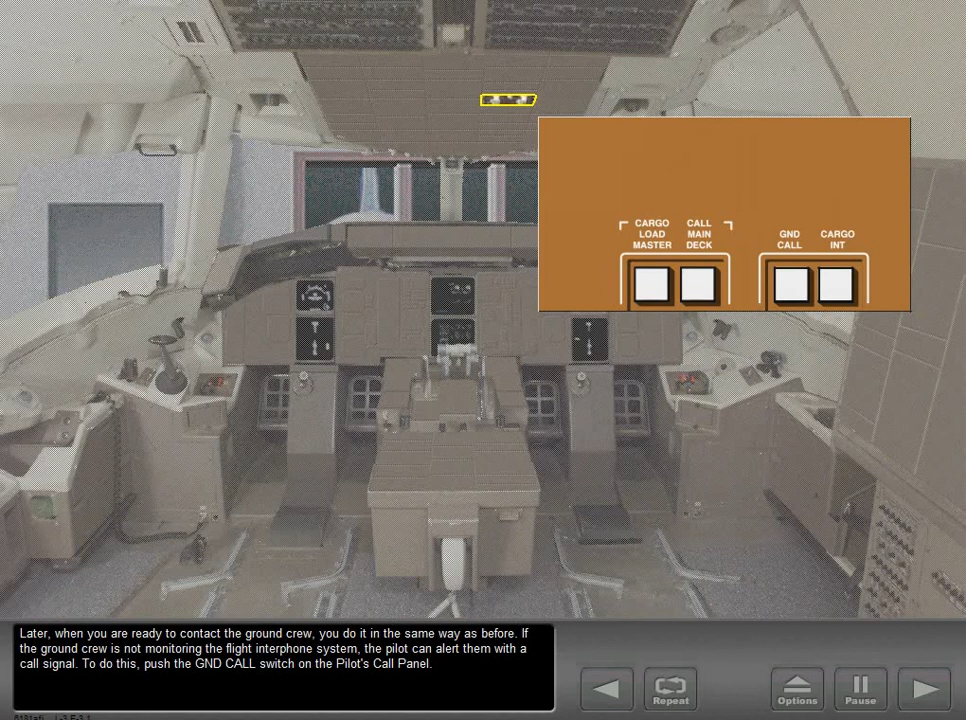 CARGO LOAD MASTER
CALL MAIN DECK
GND CALL
CARGO INT
Later, when you are ready to contact the ground crew, you do it in the same way as before. If
the ground crew is not monitoring the flight interphone system, the pilot can alert them with a
call signal. To do this, push the GND CALL switch on the Pilot's Call Panel.
Repeat
Options
Pause